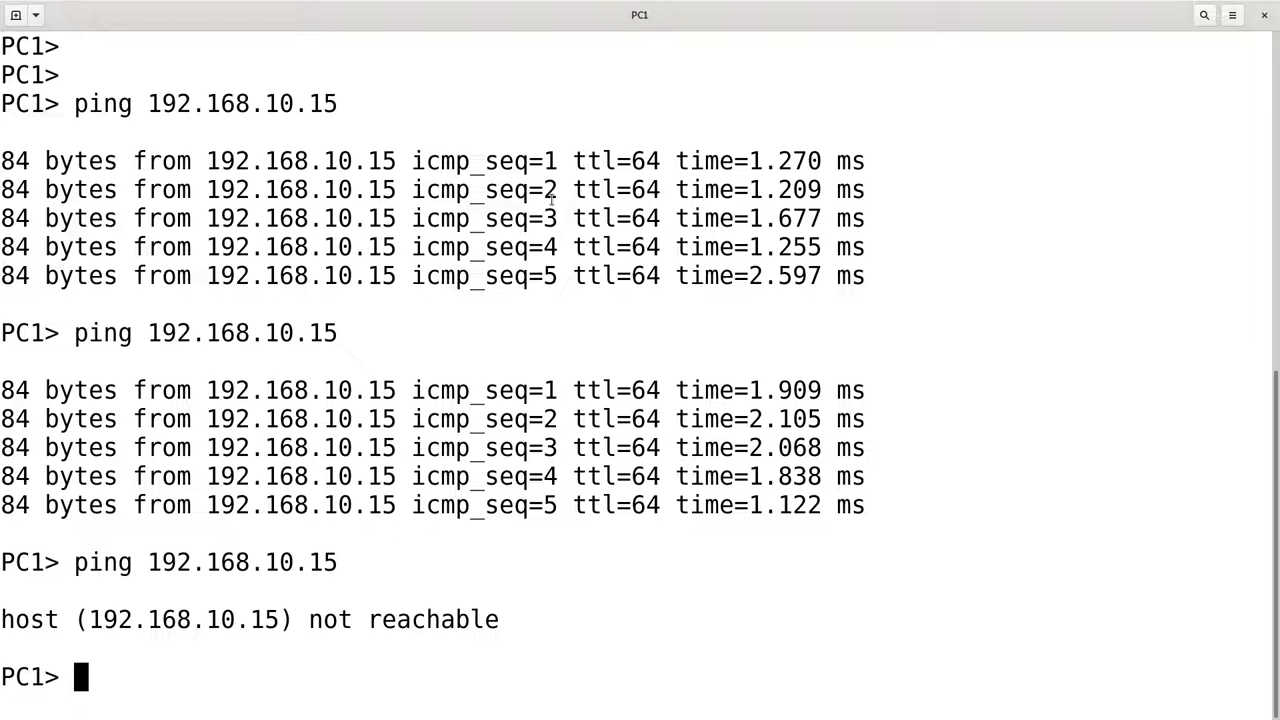 PC1
PC1>
PC1>
PC1> ping 192.168.10.15
84 bytes from 192.168.10.15 icmp_seq=1 ttl=64 time=1.270 ms
84 bytes from 192.168.10.15 icmp_seq=2 ttl=64 time=1.209 ms
84 bytes from 192.168.10.15 icmp_seq=3 ttl=64 time=1.677 ms
84 bytes from 192.168.10.15 icmp_seq=4 ttl=64 time=1.255 ms
84 bytes from 192.168.10.15 icmp_seq=5 ttl=64 time=2.597 ms
PC1> ping 192.168.10.15
84 bytes from 192.168.10.15 icmp_seq=1 ttl=64 time=1.909 ms
84 bytes from 192.168.10.15 icmp_seq=2 ttl=64 time=2.105 ms
84 bytes from 192.168.10.15 icmp_seq=3 ttl=64 time=2.068 ms
84 bytes from 192.168.10.15 icmp_seq=4 ttl=64 time=1.838 ms
84 bytes from 192.168.10.15 icmp_seq=5 ttl=64 time=1.122 ms
PC1> ping 192.168.10.15
host (192.168.10.15) not reachable
PC1>